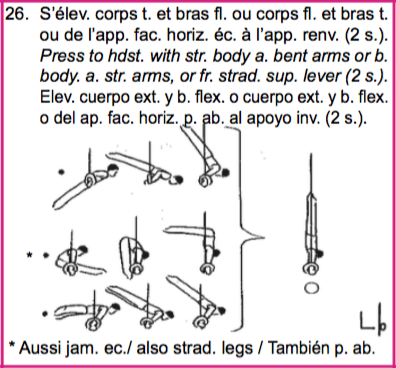 26. S'élev. corps t. et bras fl. ou corps fl. et bras t.
ou de l'app. fac. horiz. éc. à l'app. renv. (2 s.).
Press to hdst. with str. body a. bent arms or b.
body. a. str. arms, or fr. strad. sup. lever (2 s.).
Elev. cuerpo ext. y b. flex. o cuerpo ext. y b. flex.
o del ap. fac. horiz. p. ab. al apoyo inv. (2 s.).
*
* Aussi jam. ec./ also strad. legs / También p. ab.